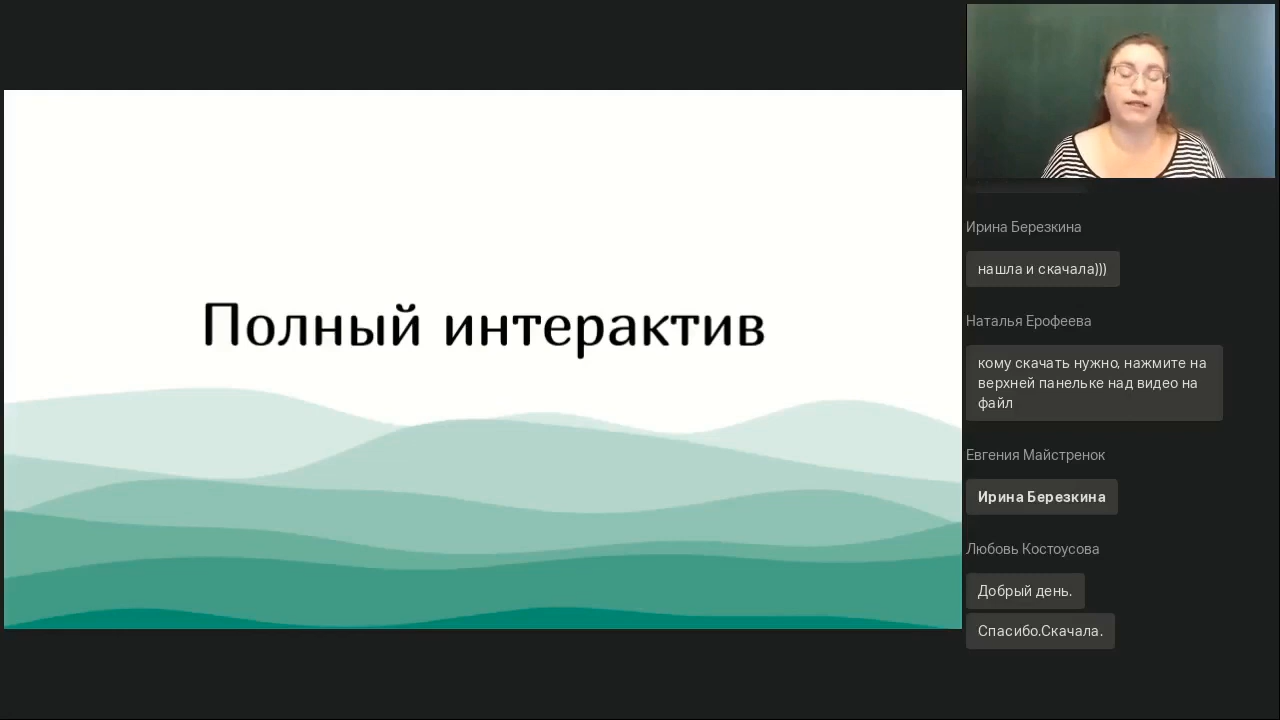 Полный интерактив
Ирина Березкина
нашла и скачала)))
Наталья Ерофеева
кому скачать нужно, нажмите на
верхней панельке над видео на
файл
Евгения Майстренок
Ирина Березкина
Любовь Костоусова
Добрый день.
Спасибо.Скачала.